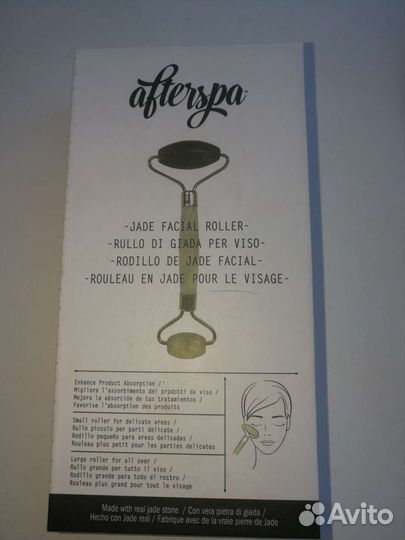 afterspa™
-JADE FACIAL ROLLER-
-RULLO DI GIADA PER VISO-
-RODILLO DE JADE FACIAL-
-ROULEAU EN JADE POUR LE VISAGE-
Enhance Product Absorption /
Migliora l'assorbimento dei prpdotti da viso /
Mejora la absorción de tus tratamientos /
Favorise l'absorption des produits
Small roller for delicate areas /
Rullo piccolo per parti delicate /
Rodillo pequeño para areas delicadas /
Rouleau plus petit pour les parties delicates
Large roller for all over /
Rullo grande per tutto il viso /
Rodillo grande para todo el rostro /
Rouleau plus grand pour tout le visage
Made with real jade stone / Con vera pietra di giada /
Hecho con Jade real / Fabrique avec de la vraie pierre de Jade
Avito